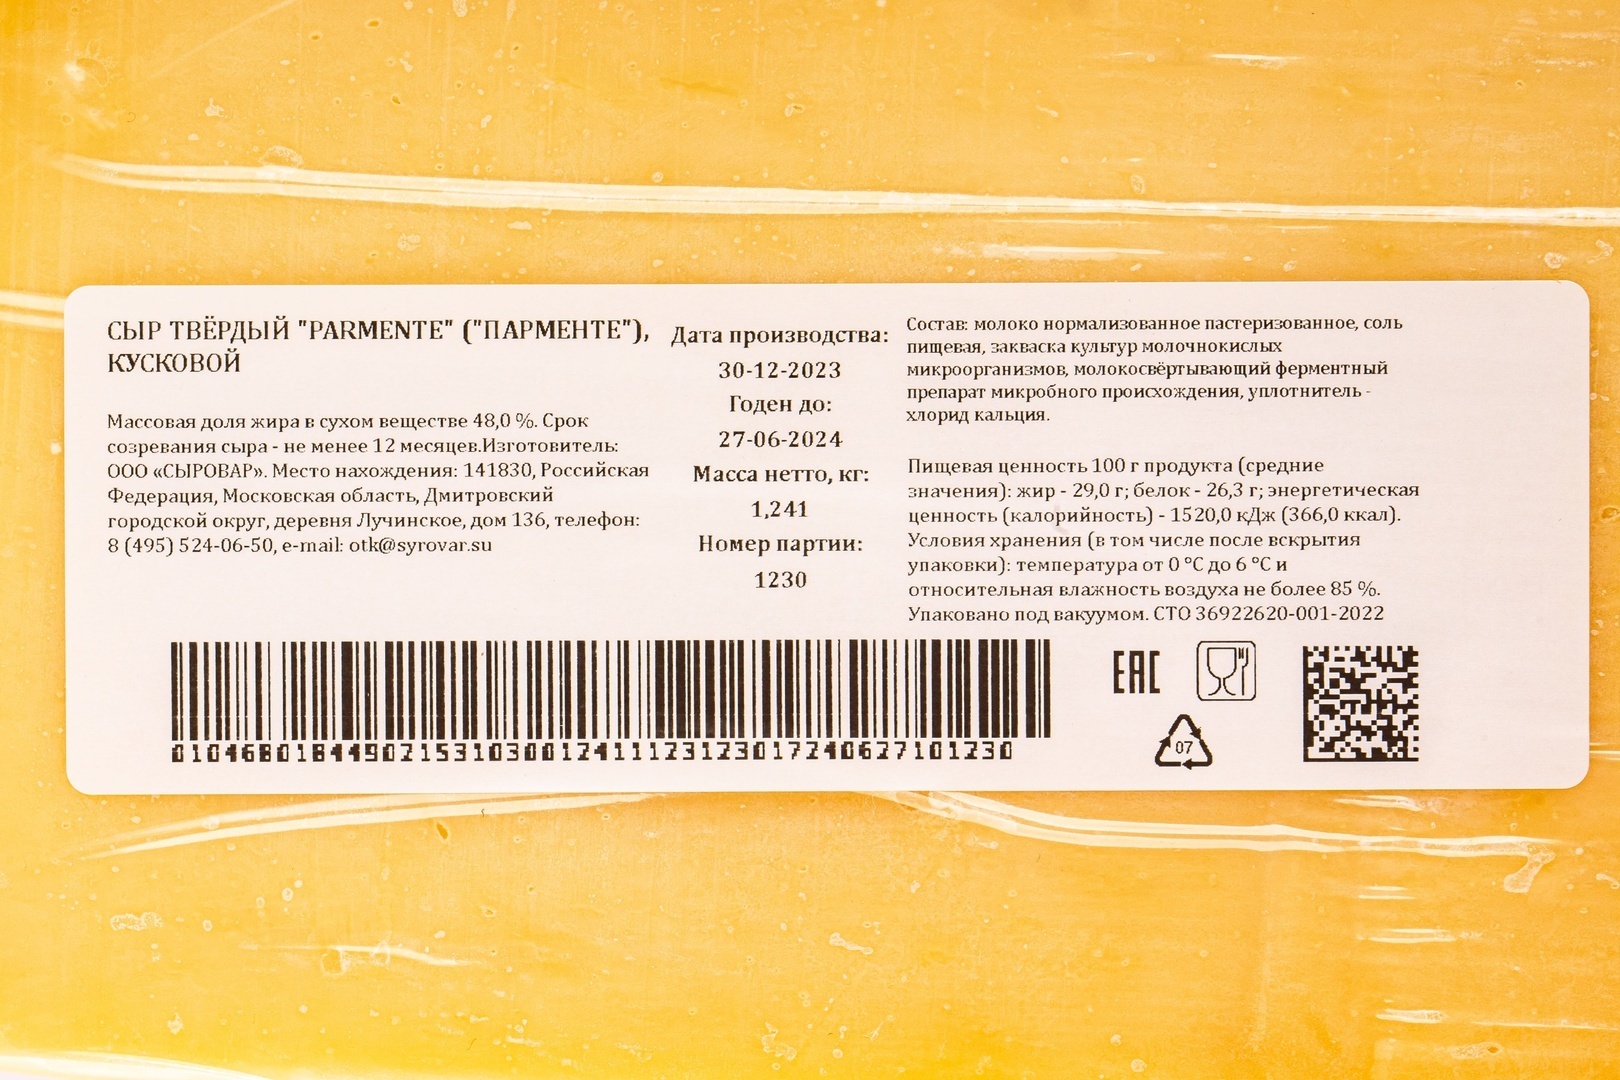 СЫР ТВЁРДЫЙ "PARMENTE" ("ПАРМЕНТЕ"),
КУСКОВОЙ
Массовая доля жира в сухом веществе 48,0 %. Срок
созревания сыра - не менее 12 месяцев.Изготовитель:
ООО «СЫРОВАР». Место нахождения: 141830, Российская
Федерация, Московская область, Дмитровский
городской округ, деревня Лучинское, дом 136, телефон:
8 (495) 524-06-50, e-mail: otk@syrovar.su
Дата производства:
30-12-2023
Годен до:
27-06-2024
Масса нетто, кг:
1,241
Номер партии:
1230
Состав: молоко нормализованное пастеризованное, соль
пищевая, закваска культур молочнокислых
микроорганизмов, молокосвёртывающий ферментный
препарат микробного происхождения, уплотнитель -
хлорид кальция.
Пищевая ценность 100 г продукта (средние
значения): жир - 29,0 г; белок - 26,3 г; энергетическая
ценность (калорийность) - 1520,0 кДж (366,0 ккал).
Условия хранения (в том числе после вскрытия
упаковки): температура от 0 °С до 6 °С и
относительная влажность воздуха не более 85 %.
Упаковано под вакуумом. СТО 36922620-001-2022
010468018449021531030012411123123017240627101230
EAC
07